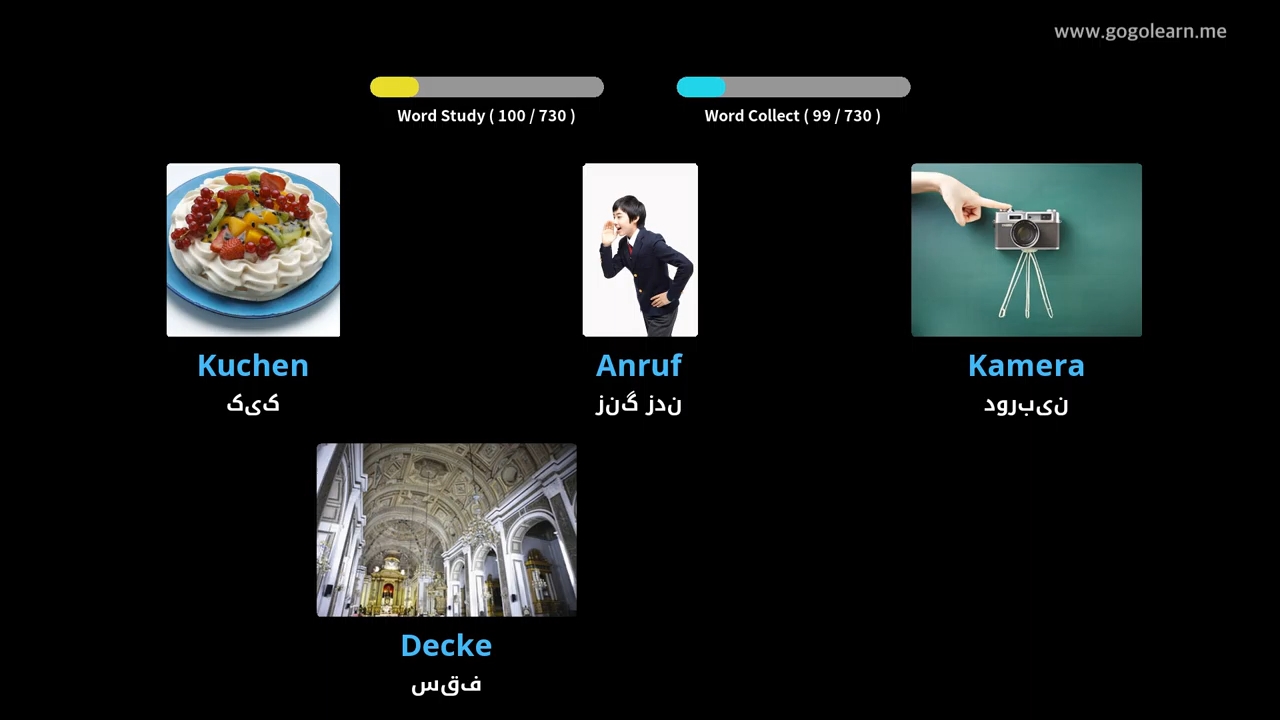 www.gogolearn.me
Word Study ( 100 / 730 )
Word Collect ( 99 / 730 )
Kuchen
کیک
Anruf
ندز گنز
Kamera
نیبرود
Decke
فقس